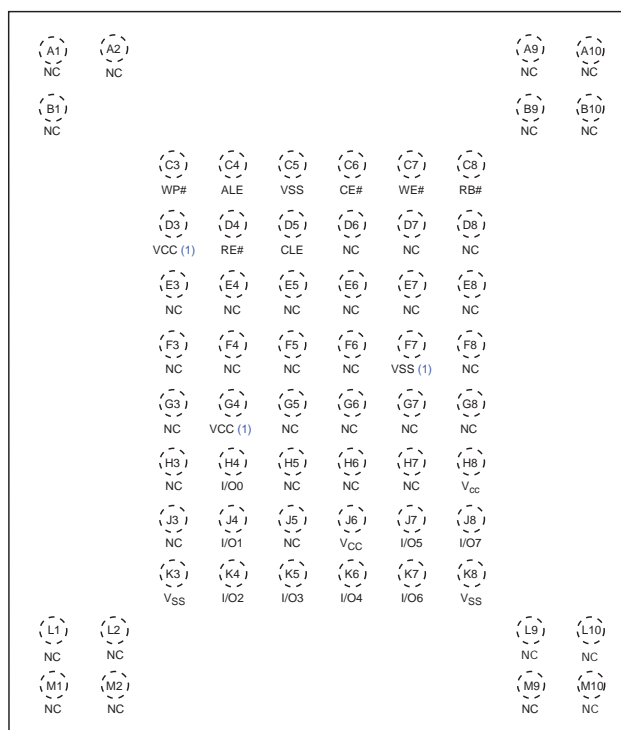 A1 A2 A9 A10
NC NC NC NC
B1 B9 B10
NC NC NC
C3 C4 C5 C6 C7 C8
WP# ALE VSS CE# WE# RB#
D3 D4 D5 D6 D7 D8
VCC (1) RE# CLE NC NC NC
E3 E4 E5 E6 E7 E8
NC NC NC NC NC NC
F3 F4 F5 F6 F7 F8
NC NC NC NC VSS (1) NC
G3 G4 G5 G6 G7 G8
NC VCC (1) NC NC NC NC
H3 H4 H5 H6 H7 H8
NC I/O0 NC NC NC Vcc
J3 J4 J5 J6 J7 J8
NC I/O1 NC VCC I/O5 I/O7
K3 K4 K5 K6 K7 K8
VSS I/O2 I/O3 I/O4 I/O6 VSS
L1 L2 L9 L10
NC NC NC NC
M1 M2 M9 M10
NC NC NC NC